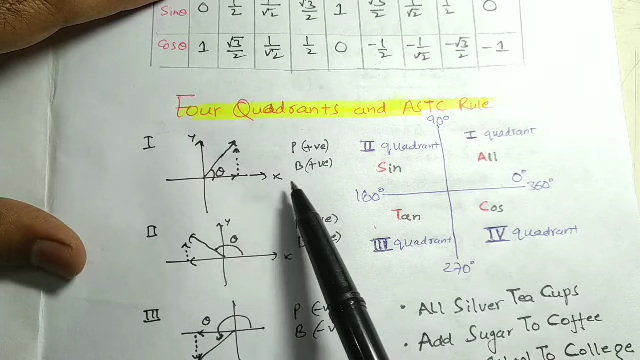 Sinθ 0 1/2 1/√2 √3/2 1 √3/2 1/√2 1/2 0
Cosθ 1 √3/2 1/√2 1/2 0 -1/2 -1/√2 -√3/2 -1
Four Quadrants and ASTC Rule
I
Y
θ
X
P (+ve)
B (+ve)
90°
II quadrant
I quadrant
Sin
All
180°
0°
360°
Tan
Cos
III quadrant
IV quadrant
270°
II
Y
θ
X
III
θ
P (-v
B (-v
• All Silver Tea Cups
• Add Sugar To Coffee
School To College